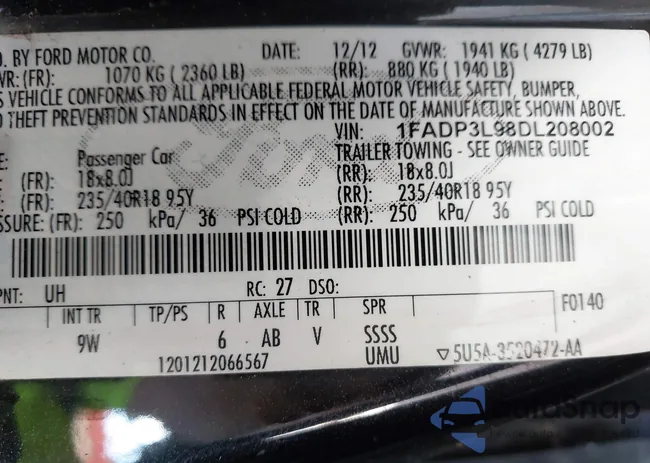 . BY FORD MOTOR CO. DATE: 12/12 GVWR: 1941 KG ( 4279 LB)
WR: (FR): 1070 KG ( 2360 LB) (RR): 880 KG ( 1940 LB)
S VEHICLE CONFORMS TO ALL APPLICABLE FEDERAL MOTOR VEHICLE SAFETY, BUMPER,
THEFT PREVENTION STANDARDS IN EFFECT ON THE DATE OF MANUFACTURE SHOWN ABOVE.
VIN: 1FADP3L98DL208002
E: Passenger Car TRAILER TOWING - SEE OWNER GUIDE
(FR): 18x8.0J (RR): 18x8.0J
(FR): 235/40R18 95Y (RR): 235/40R18 95Y
SSURE: (FR): 250 kPa/ 36 PSI COLD (RR): 250 kPa/ 36 PSI COLD
PNT: UH RC: 27 DSO:
INT TR TP/PS R AXLE TR SPR F0140
9W 6 AB V SSSS
1201212066567 UMU ▽5U5A-3520472-AA